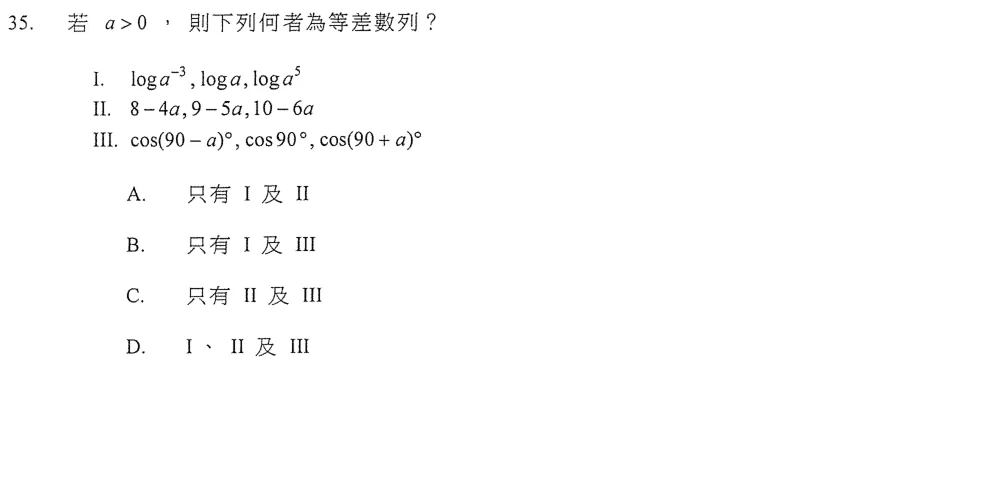 35. 若 a > 0 ， 則下列何者為等差數列？
I. log a⁻³ , log a, log a⁵
II. 8 − 4a, 9 − 5a, 10 − 6a
III. cos(90 − a)° , cos 90° , cos(90 + a)°
A. 只有 I 及 II
B. 只有 I 及 III
C. 只有 II 及 III
D. I 、 II 及 III